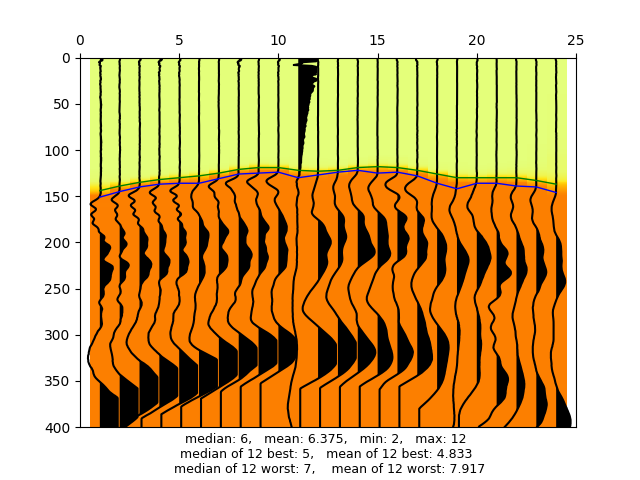 0 5 10 15 20 25
0
50
100
150
200
250
300
350
400
median: 6,   mean: 6.375,   min: 2,   max: 12
median of 12 best: 5,   mean of 12 best: 4.833
median of 12 worst: 7,    mean of 12 worst: 7.917